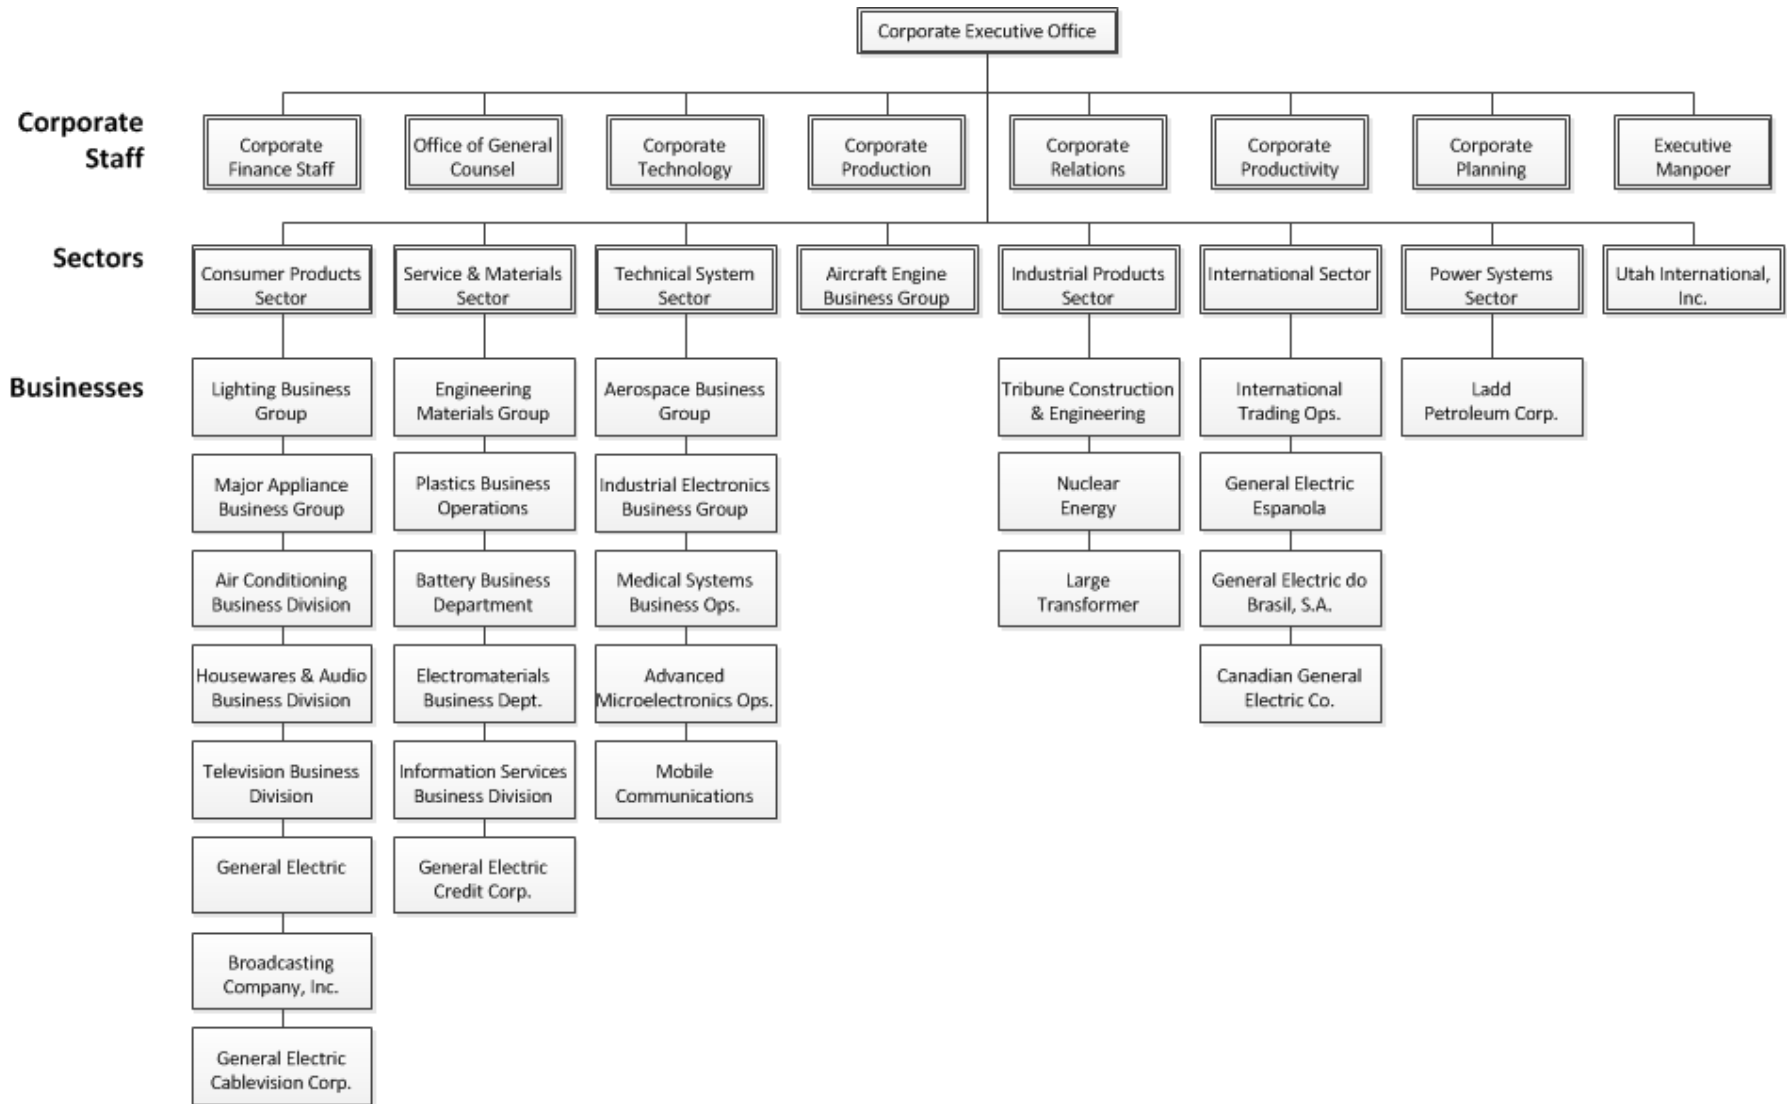 Corporate Executive Office
Corporate
Staff
Corporate
Finance Staff
Office of General
Counsel
Corporate
Technology
Corporate
Production
Corporate
Relations
Corporate
Productivity
Corporate
Planning
Executive
Manpoer
Sectors
Consumer Products
Sector
Service & Materials
Sector
Technical System
Sector
Aircraft Engine
Business Group
Industrial Products
Sector
International Sector
Power Systems
Sector
Utah International,
Inc.
Businesses
Lighting Business
Group
Major Appliance
Business Group
Air Conditioning
Business Division
Housewares & Audio
Business Division
Television Business
Division
General Electric
Broadcasting
Company, Inc.
General Electric
Cablevision Corp.
Engineering
Materials Group
Plastics Business
Operations
Battery Business
Department
Electromaterials
Business Dept.
Information Services
Business Division
General Electric
Credit Corp.
Aerospace Business
Group
Industrial Electronics
Business Group
Medical Systems
Business Ops.
Advanced
Microelectronics Ops.
Mobile
Communications
Tribune Construction
& Engineering
Nuclear
Energy
Large
Transformer
International
Trading Ops.
General Electric
Espanola
General Electric do
Brasil, S.A.
Canadian General
Electric Co.
Ladd
Petroleum Corp.